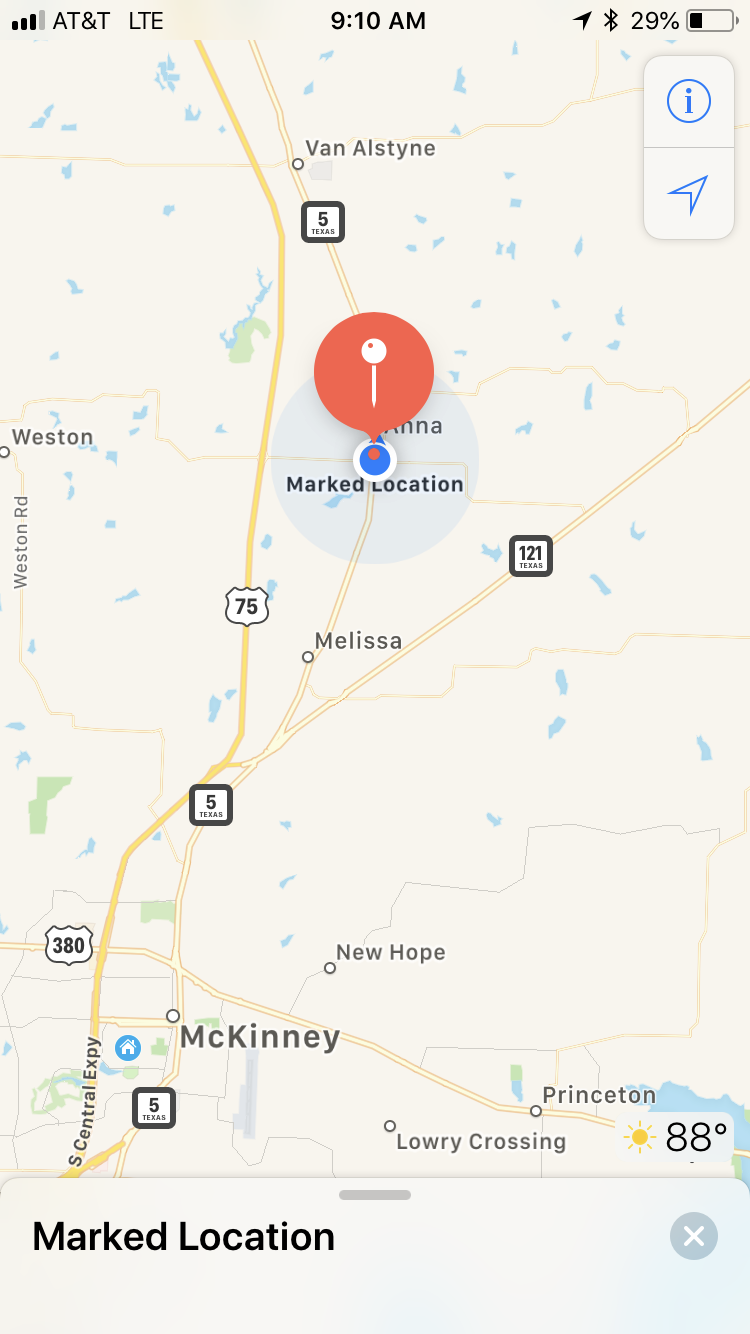 AT&T LTE 9:10 AM 29%
i
Van Alstyne
5
TEXAS
Anna
Weston
Marked Location
Weston Rd
121
TEXAS
75
Melissa
5
TEXAS
380
New Hope
McKinney
S Central Expy
5
TEXAS
Princeton
88°
Lowry Crossing
Marked Location